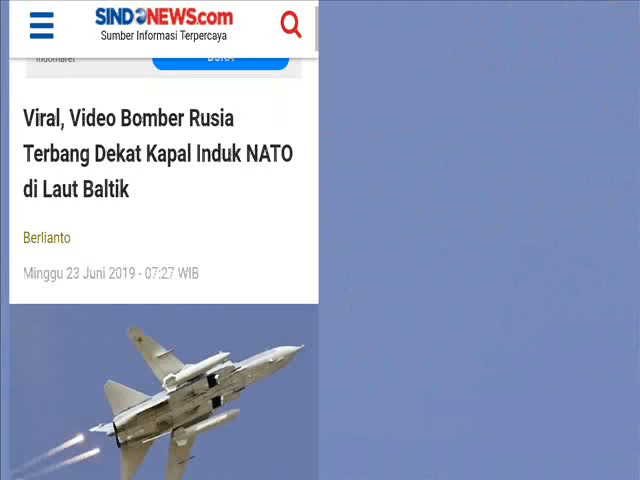 SINDONEWS.com
Sumber Informasi Terpercaya
Viral, Video Bomber Rusia
Terbang Dekat Kapal Induk NATO
di Laut Baltik
Berlianto
Minggu 23 Juni 2019 - 07:27 WIB